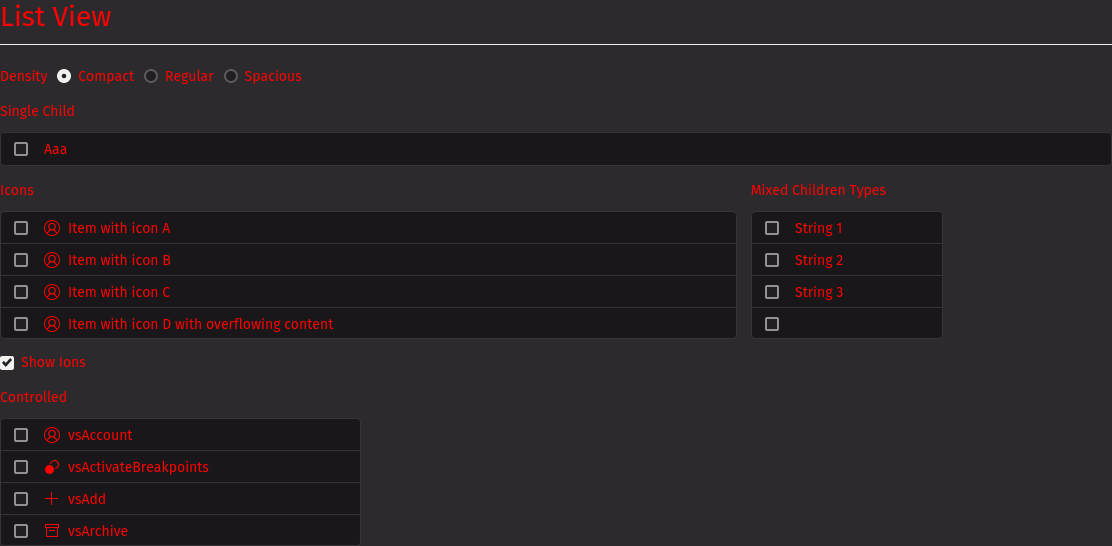 List View
Density Compact Regular Spacious
Single Child
Aaa
Icons
Item with icon A
Item with icon B
Item with icon C
Item with icon D with overflowing content
Mixed Children Types
String 1
String 2
String 3
Show Ions
Controlled
vsAccount
vsActivateBreakpoints
vsAdd
vsArchive